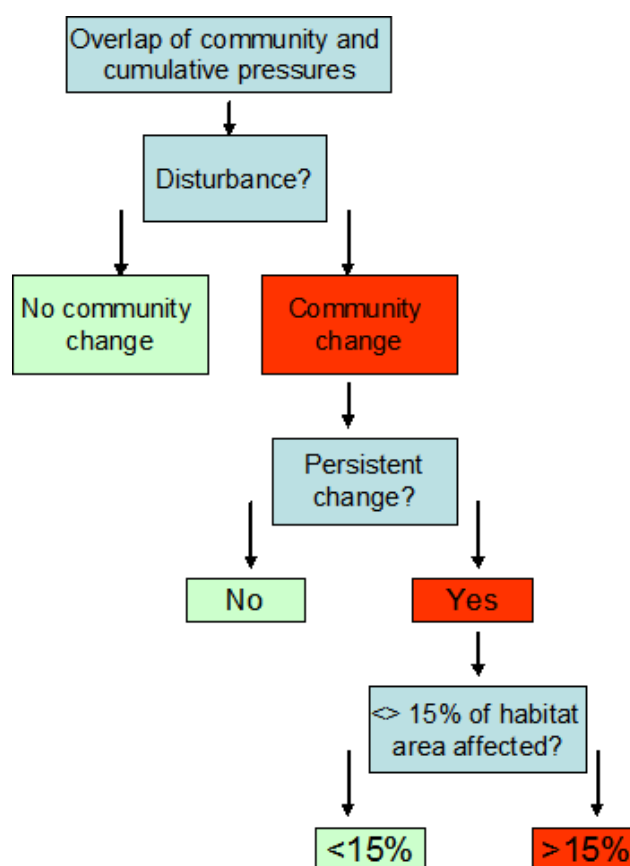 Overlap of community and
cumulative pressures
Disturbance?
No community
change
Community
change
Persistent
change?
No
Yes
<> 15% of habitat
area affected?
<15%
>15%